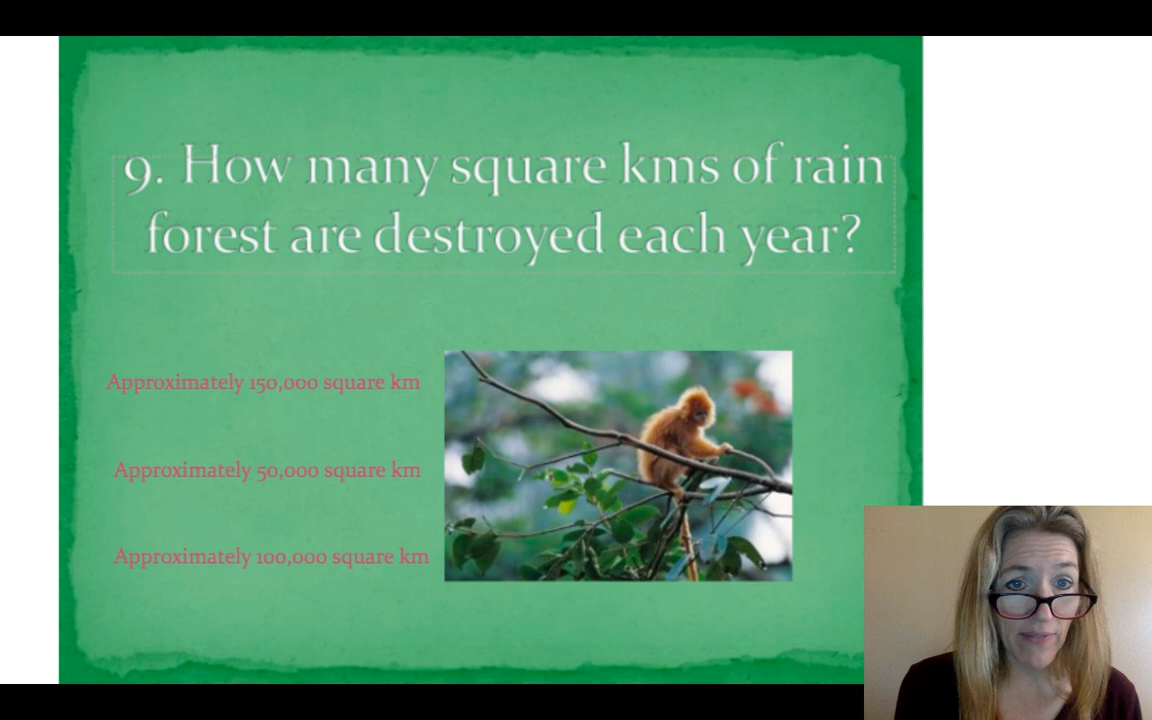 9. How many square kms of rain
forest are destroyed each year?
Approximately 150,000 square km
Approximately 50,000 square km
Approximately 100,000 square km